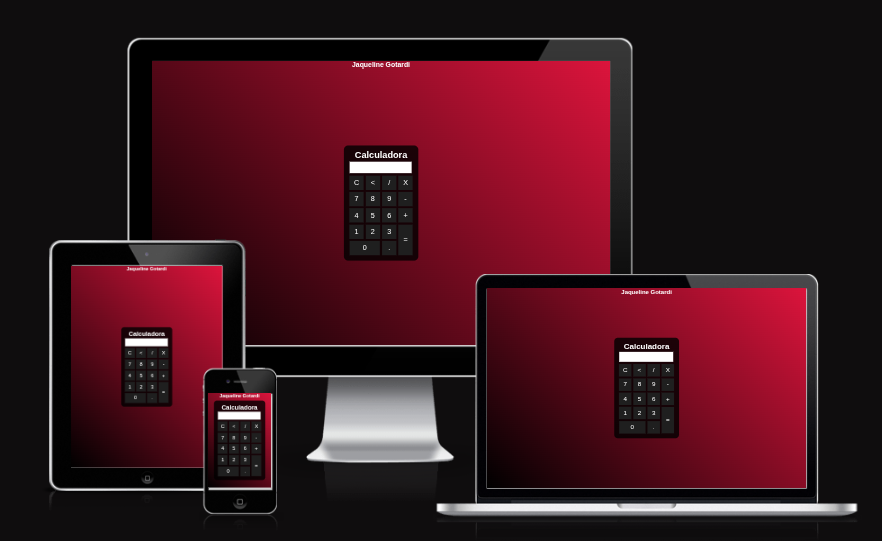 Jaqueline Gotardi
Calculadora
C < / X
7 8 9 -
4 5 6 +
1 2 3 =
0 .
Jaqueline Gotardi
Calculadora
C < / X
7 8 9 -
4 5 6 +
1 2 3 =
0 .
Jaqueline Gotardi
Calculadora
C < / X
7 8 9 -
4 5 6 +
1 2 3 =
0 .
Jaqueline Gotardi
Calculadora
C < / X
7 8 9 -
4 5 6 +
1 2 3 =
0 .